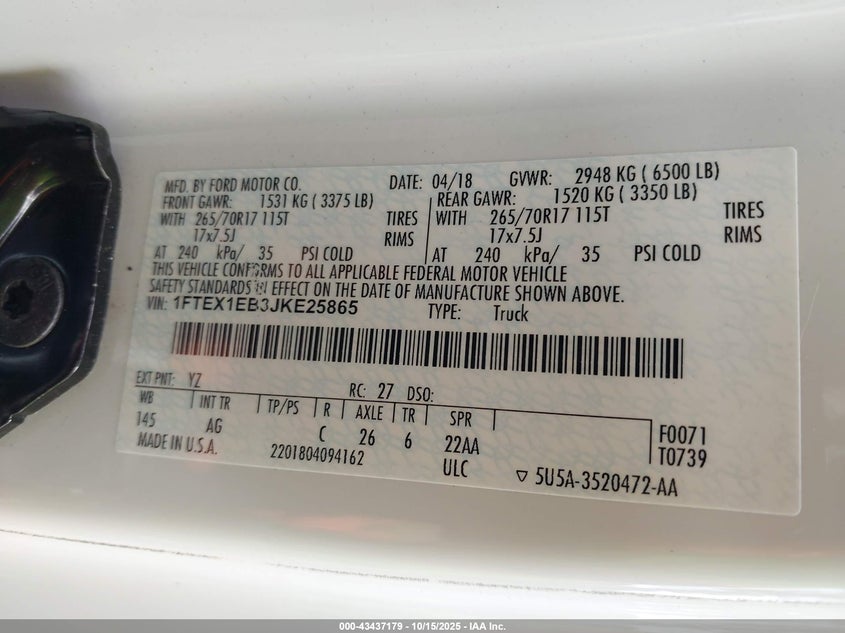 MFD. BY FORD MOTOR CO. DATE: 04/18 GVWR: 2948 KG ( 6500 LB)
FRONT GAWR: 1531 KG ( 3375 LB) REAR GAWR: 1520 KG ( 3350 LB)
WITH 265/70R17 115T TIRES WITH 265/70R17 115T TIRES
17x7.5J RIMS 17x7.5J RIMS
AT 240 kPa/ 35 PSI COLD AT 240 kPa/ 35 PSI COLD
THIS VEHICLE CONFORMS TO ALL APPLICABLE FEDERAL MOTOR VEHICLE
SAFETY STANDARDS IN EFFECT ON THE DATE OF MANUFACTURE SHOWN ABOVE.
VIN: 1FTEX1EB3JKE25865 TYPE: Truck
EXT PNT: YZ RC: 27 DSO:
WB INT TR TP/PS R AXLE TR SPR
145 AG C 26 6 22AA F0071
MADE IN U.S.A. 2201804094162 ULC T0739
▽ 5U5A-3520472-AA
000-43437179 - 10/15/2025 - IAA Inc.